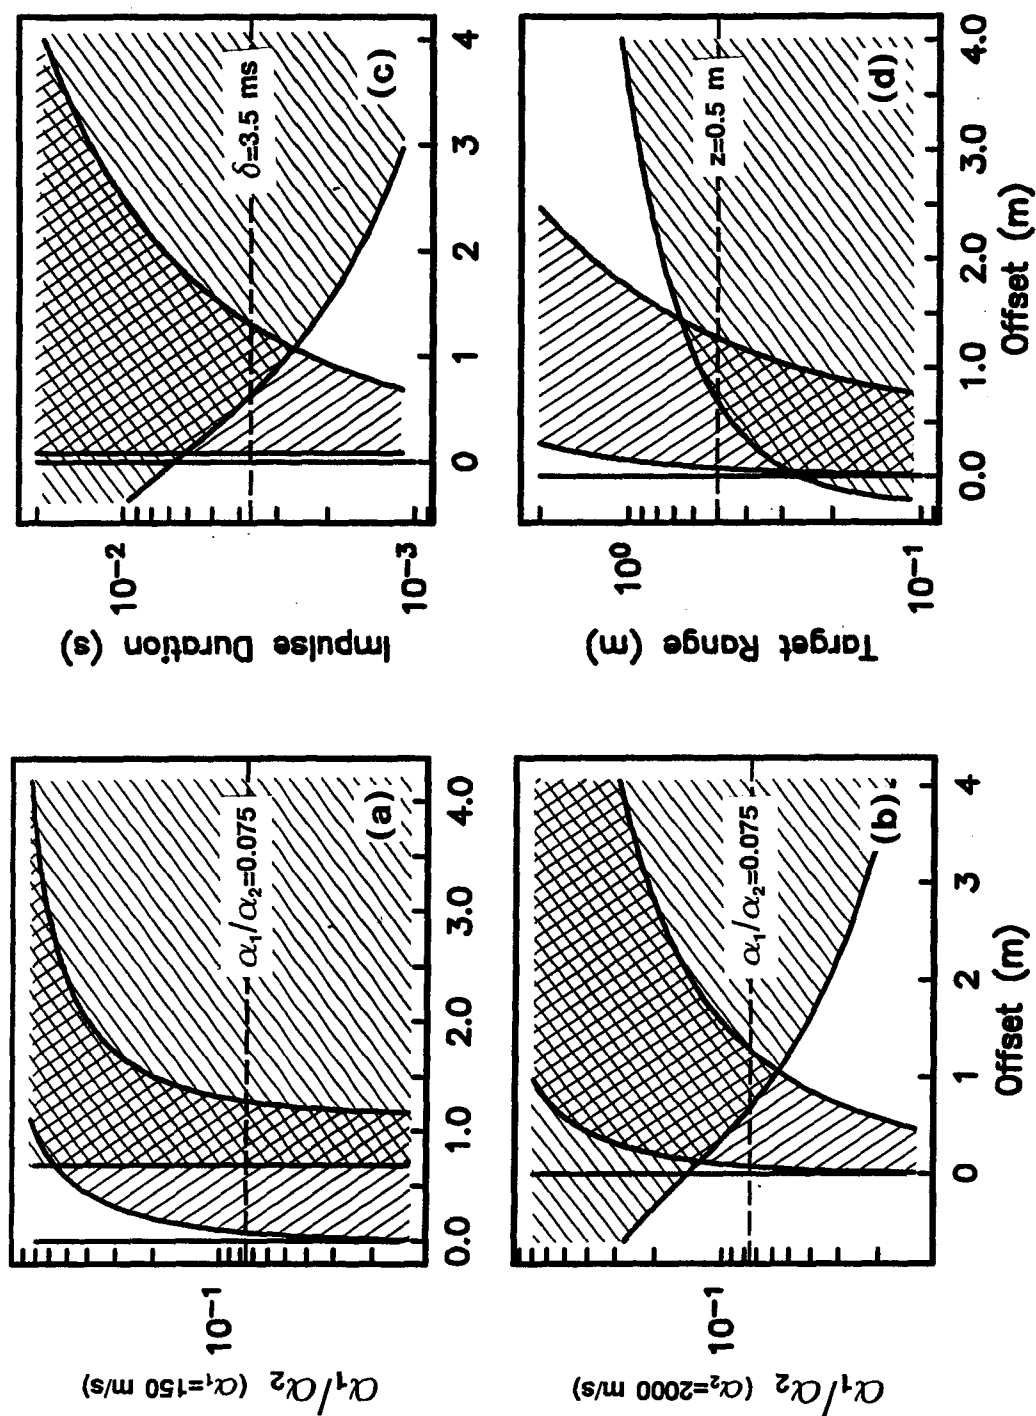 α₁/α₂ (α₁=150 m/s)
10⁻¹
α₁/α₂=0.075
(a)
0.0 1.0 2.0 3.0 4.0
α₁/α₂ (α₂=2000 m/s)
10⁻¹
α₁/α₂=0.075
(b)
0 1 2 3 4
Offset (m)
Impulse Duration (s)
10⁻²
10⁻³
δ=3.5 ms
(c)
0 1 2 3 4
Target Range (m)
10⁰
10⁻¹
z=0.5 m
(d)
0.0 1.0 2.0 3.0 4.0
Offset (m)